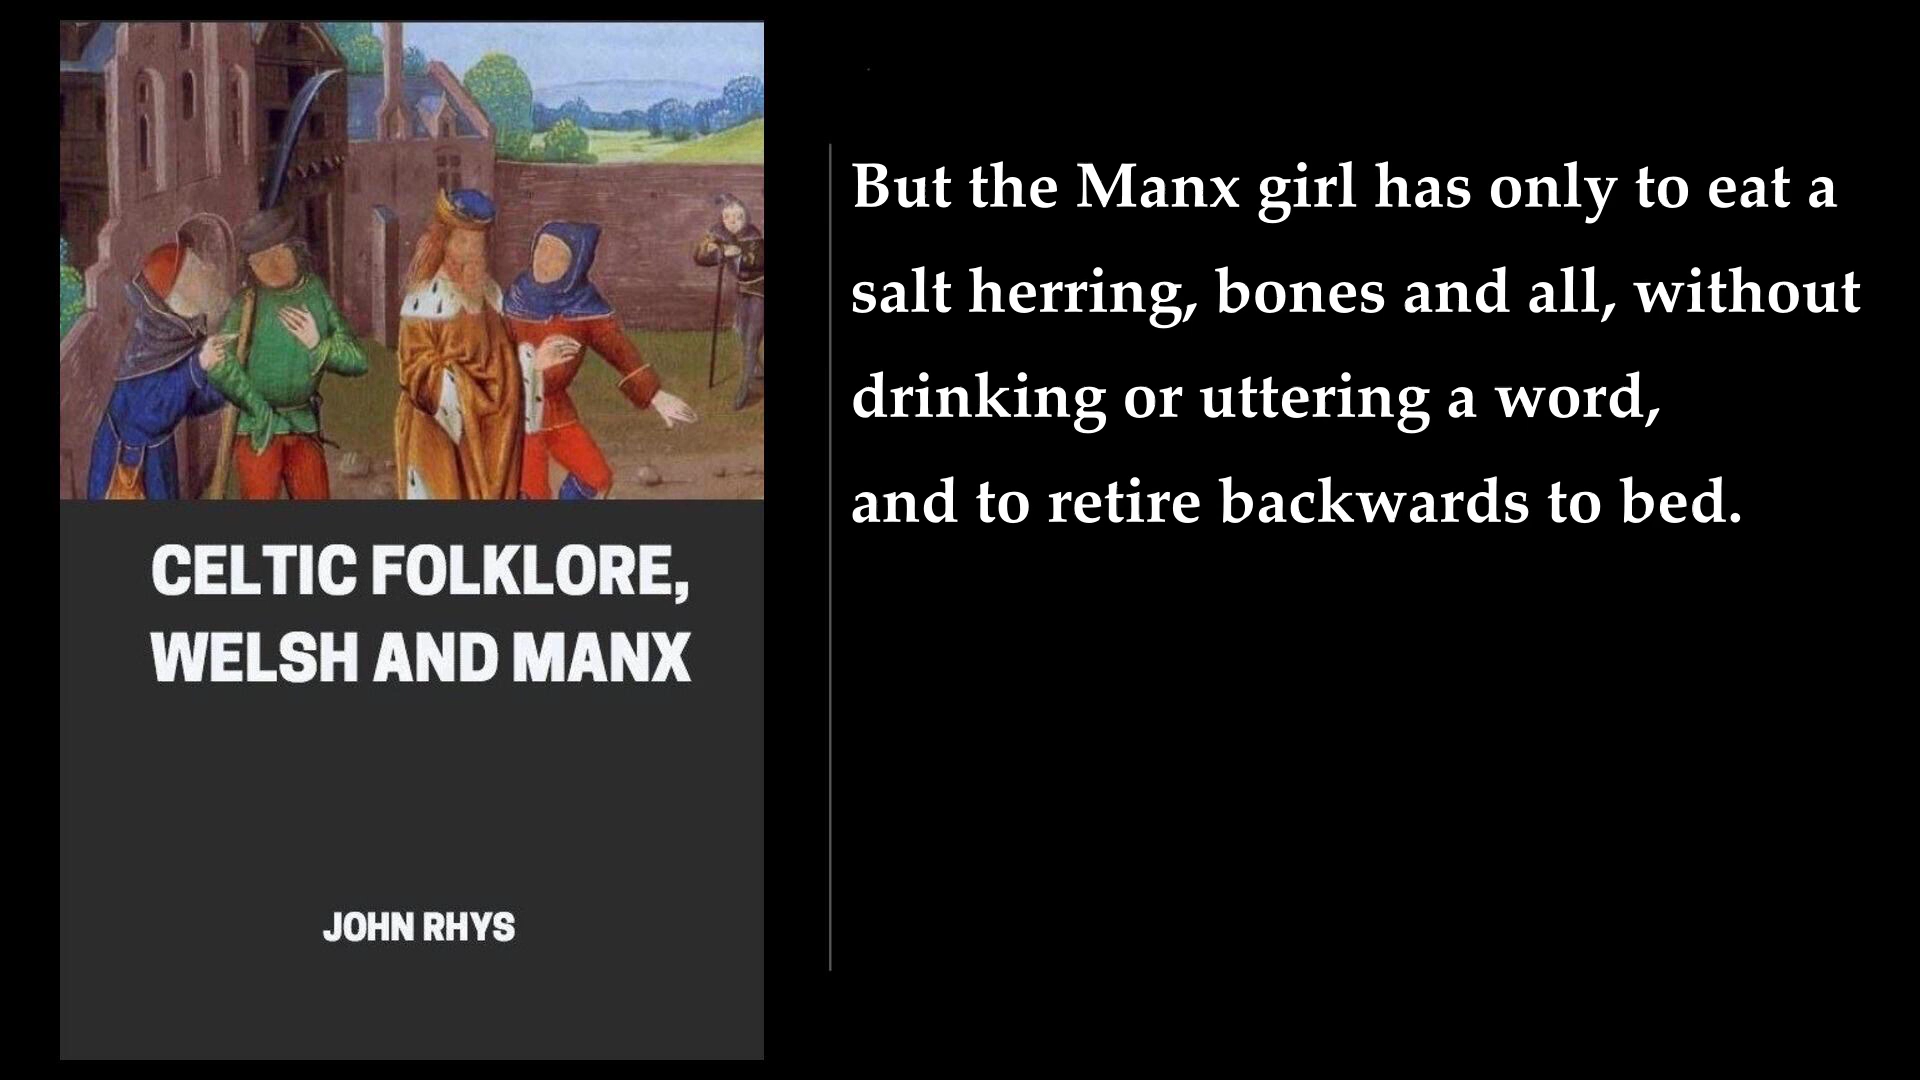 CELTIC FOLKLORE,
WELSH AND MANX
JOHN RHYS
But the Manx girl has only to eat a
salt herring, bones and all, without
drinking or uttering a word,
and to retire backwards to bed.